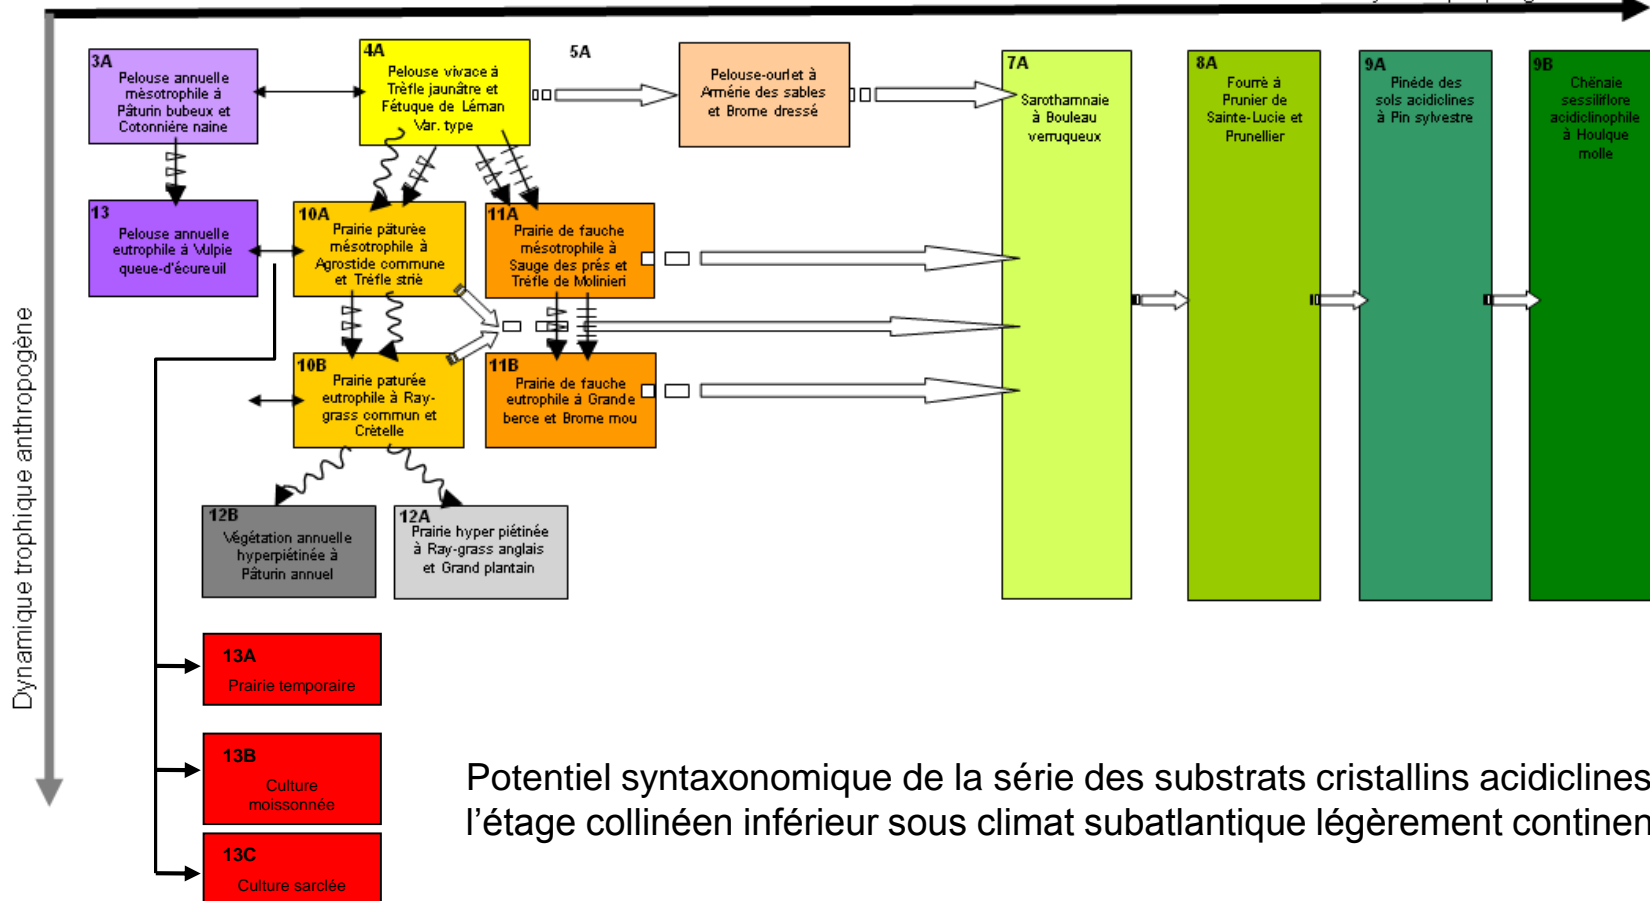 3A
Pelouse annuelle
mésotrophile à
Pâturin bubeux et
Cotonnière naine
4A
Pelouse vivace à
Trèfle jaunâtre et
Fétuque de Léman
Var. type
5A
Pelouse-ourlet à
Armérie des sables
et Brome dressé
7A
Sarothamnaie
à Bouleau
verruqueux
8A
Fourré à
Prunier de
Sainte-Lucie et
Prunellier
9A
Pinède des
sols acidiclines
à Pin sylvestre
9B
Chênaie
sessiliflore
acidiclinophile
à Houlque
molle
13
Pelouse annuelle
eutrophile à Vulpie
queue-d'écureuil
10A
Prairie pâturée
mésotrophile à
Agrostide commune
et Trèfle strié
11A
Prairie de fauche
mésotrophile à
Sauge des prés et
Trèfle de Molinieri
10B
Prairie paturée
eutrophile à Ray-
grass commun et
Crételle
11B
Prairie de fauche
eutrophile à Grande
berce et Brome mou
12B
Végétation annuelle
hyperpiétinée à
Pâturin annuel
12A
Prairie hyper piétinée
à Ray-grass anglais
et Grand plantain
Dynamique trophique anthropogène
13A
Prairie temporaire
13B
Culture
moissonnée
13C
Culture sarclée
Potentiel syntaxonomique de la série des substrats cristallins acidiclines
l'étage collinéen inférieur sous climat subatlantique légèrement continen